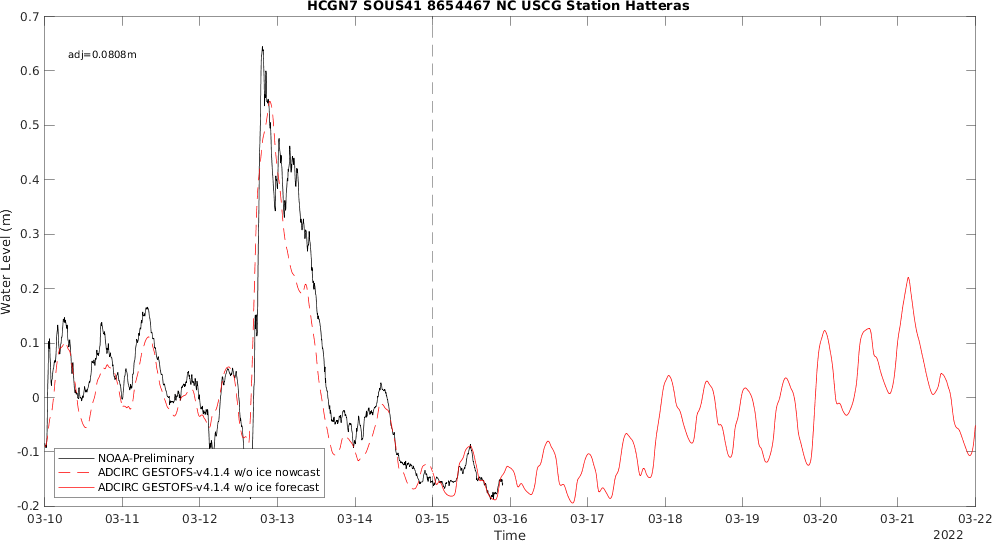 HCGN7 SOUS41 8654467 NC USCG Station Hatteras
adj=0.0808m
0.7
0.6
0.5
0.4
0.3
0.2
0.1
0
-0.1
-0.2
Water Level (m)
NOAA-Preliminary
ADCIRC GESTOFS-v4.1.4 w/o ice nowcast
ADCIRC GESTOFS-v4.1.4 w/o ice forecast
03-10 03-11 03-12 03-13 03-14 03-15 03-16 03-17 03-18 03-19 03-20 03-21 03-22
Time
2022